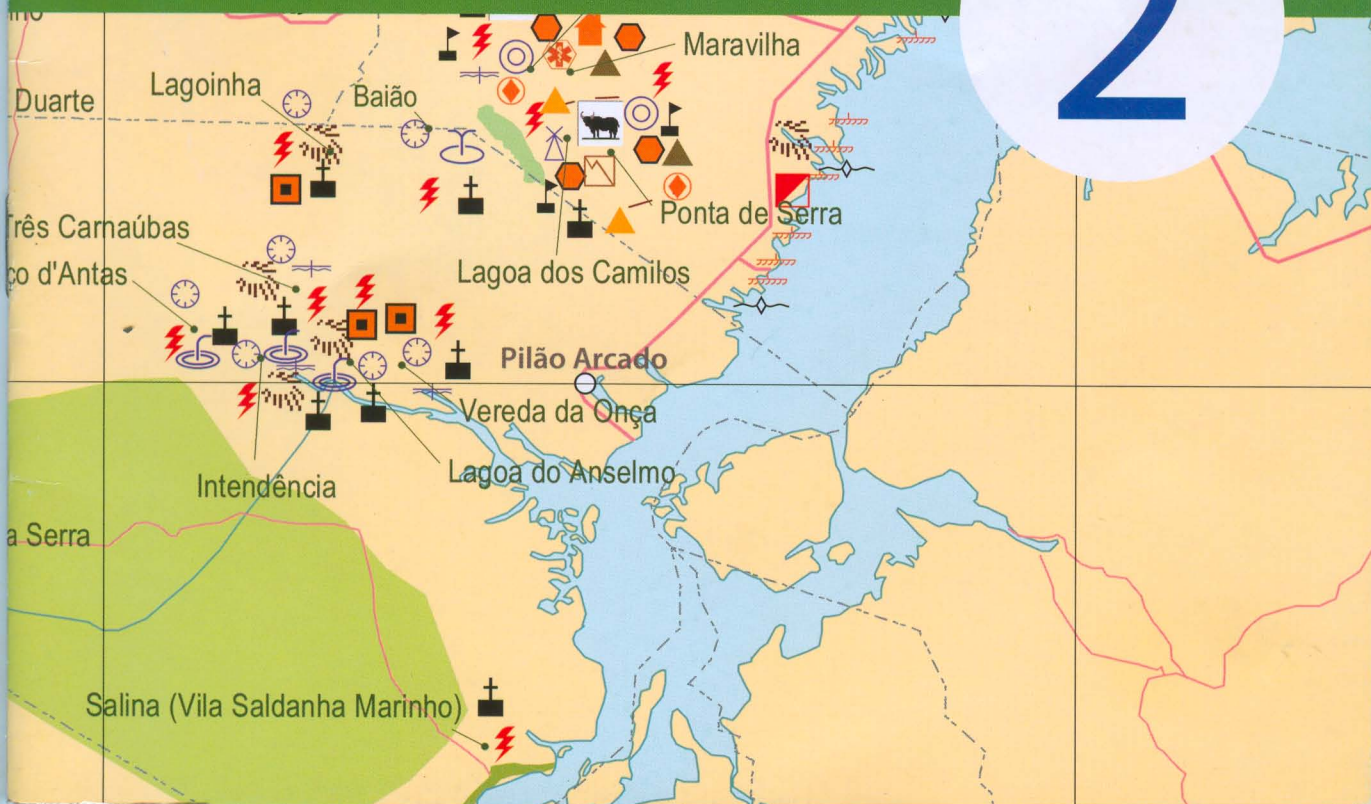 2
Maravilha
Lagoinha
Baião
Duarte
Ponta de Serra
Três Carnaúbas
ço d'Antas
Lagoa dos Camilos
Pilão Arcado
Vereda da Onça
Lagoa do Anselmo
Intendência
a Serra
Salina (Vila Saldanha Marinho)